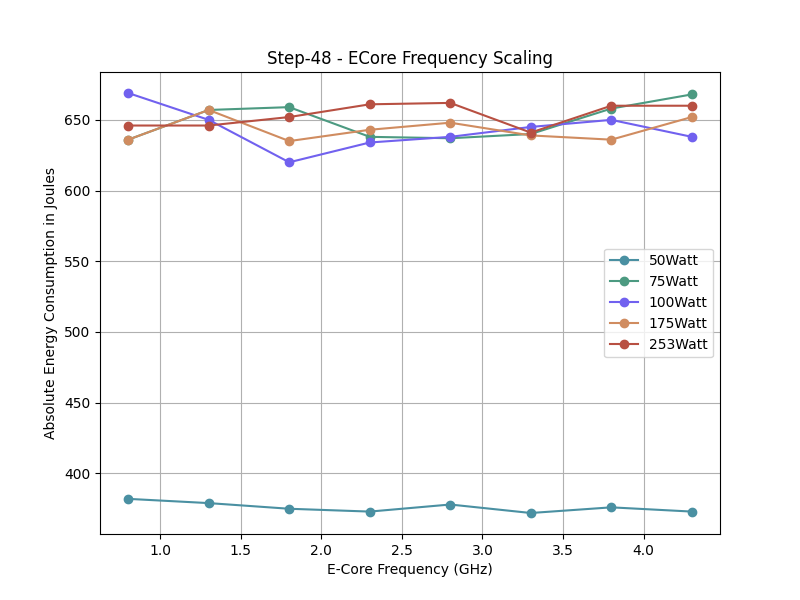 Step-48 - ECore Frequency Scaling
Absolute Energy Consumption in Joules
650
600
550
500
450
400
50Watt
75Watt
100Watt
175Watt
253Watt
1.0 1.5 2.0 2.5 3.0 3.5 4.0
E-Core Frequency (GHz)